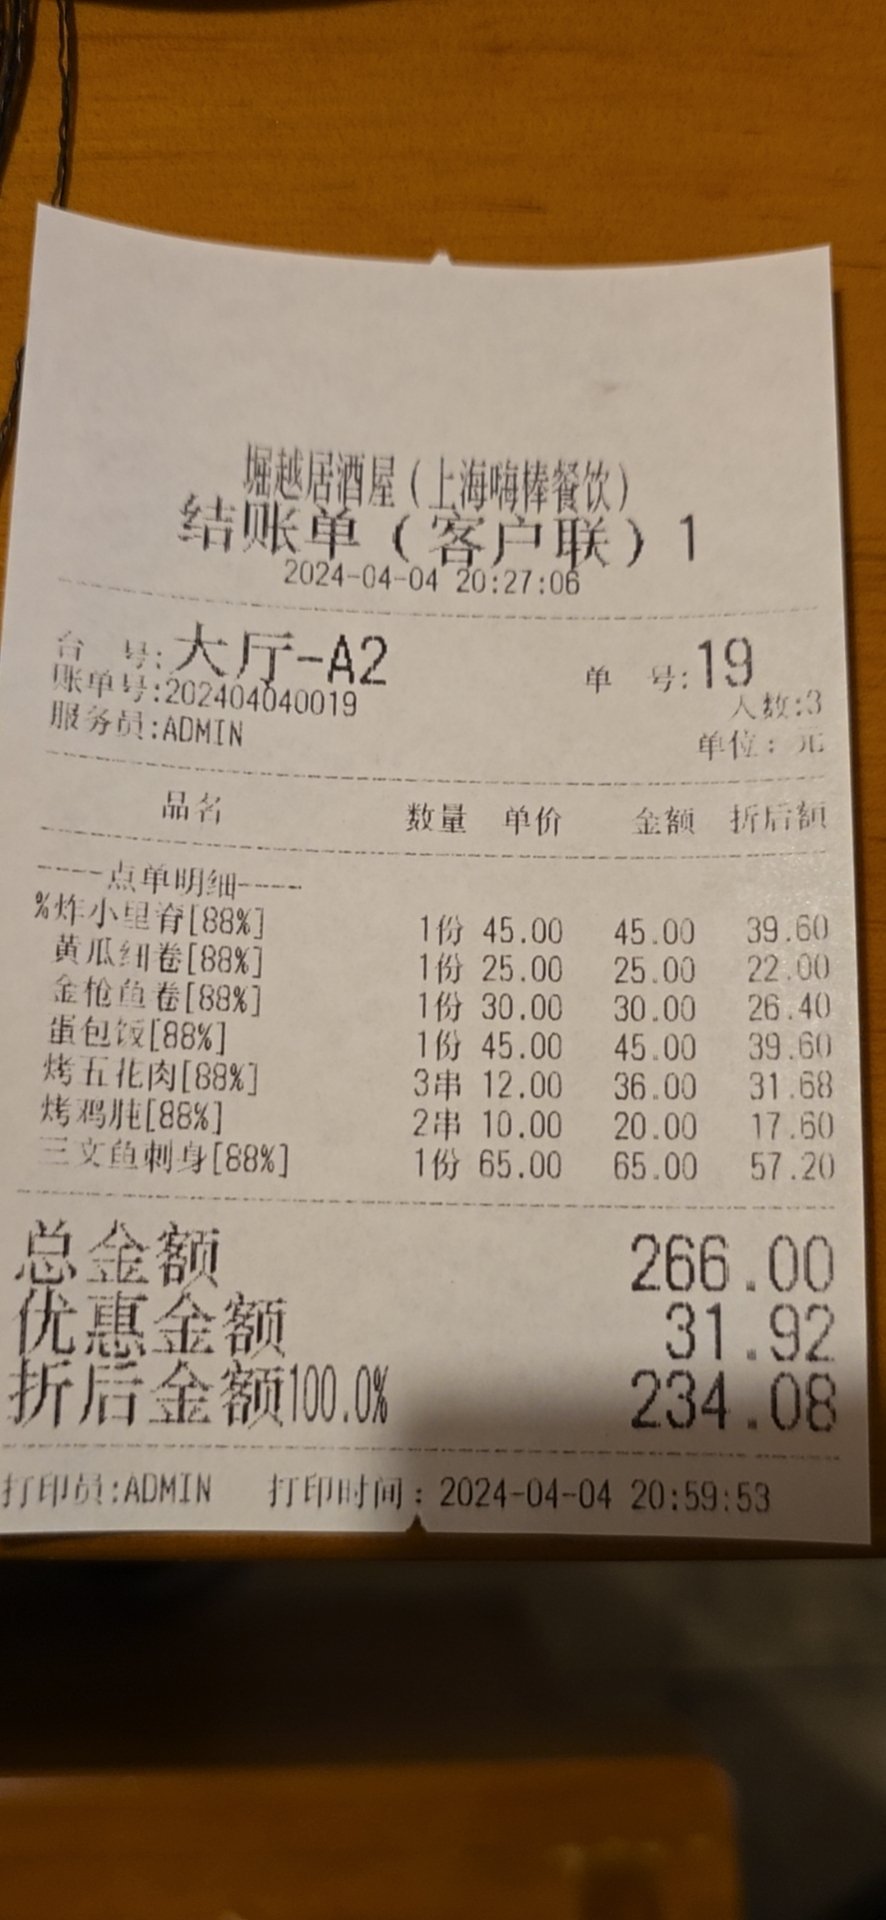 堀越居酒屋(上海嗨棒餐饮)
结账单(客户联)1
2024-04-04 20:27:06
台 号:大厅-A2 单 号:19
账单号:202404040019 人数:3
服务员:ADMIN 单位: 元
品名 数量 单价 金额 折后额
----点单明细----
%炸小里脊[88%] 1份 45.00 45.00 39.60
黄瓜细卷[88%] 1份 25.00 25.00 22.00
金枪鱼卷[88%] 1份 30.00 30.00 26.40
蛋包饭[88%] 1份 45.00 45.00 39.60
烤五花肉[88%] 3串 12.00 36.00 31.68
烤鸡肫[88%] 2串 10.00 20.00 17.60
三文鱼刺身[88%] 1份 65.00 65.00 57.20
总金额 266.00
优惠金额 31.92
折后金额100.0% 234.08
打印员:ADMIN 打印时间: 2024-04-04 20:59:53